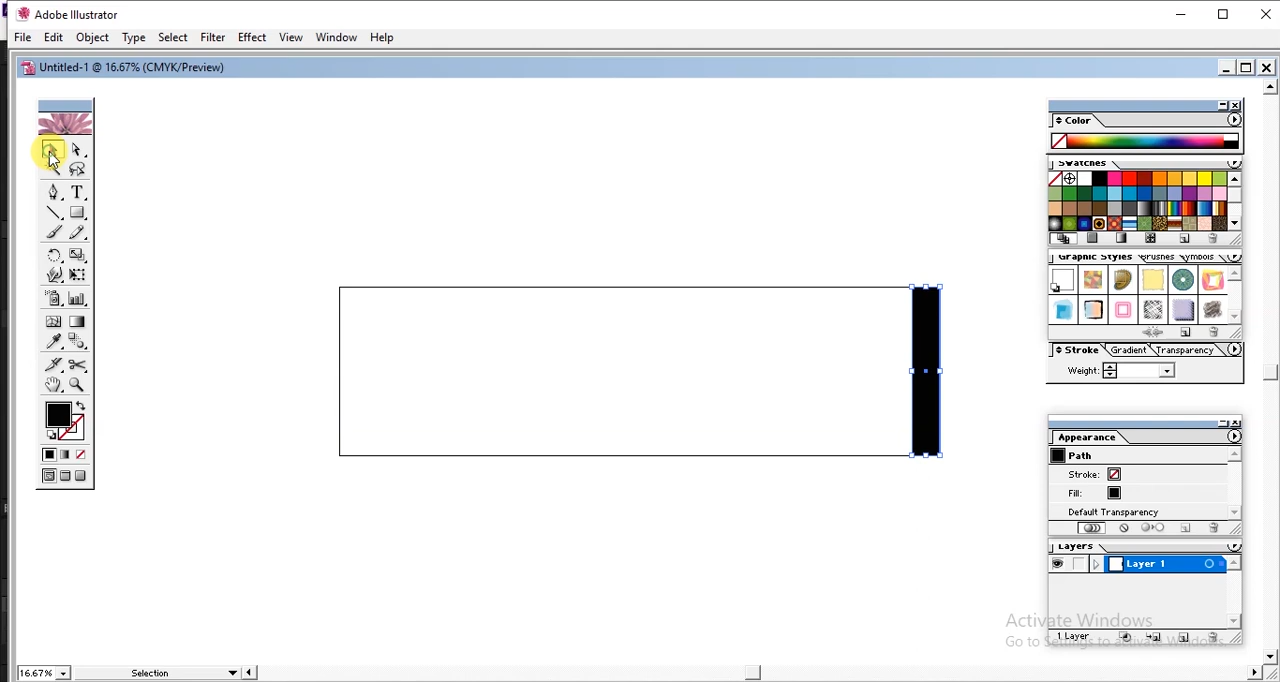 Adobe Illustrator
File Edit Object Type Select Filter Effect View Window Help
Untitled-1 @ 16.67% (CMYK/Preview)
Color
Swatches
Graphic Styles Brushes Symbols
Stroke Gradient Transparency
Weight:
Appearance
Path
Stroke:
Fill:
Default Transparency
Layers
Layer 1
Activate Windows
Go to Settings to activate Windows.
1 Layer
16.67% Selection